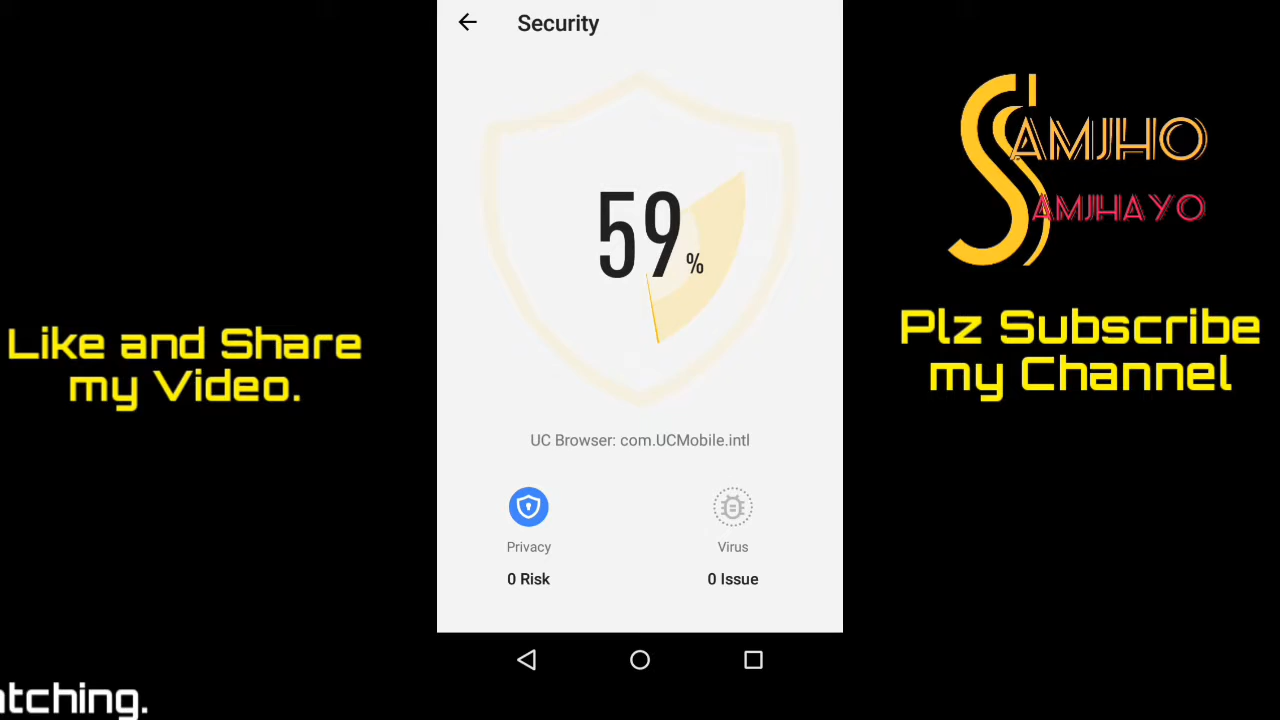 Security
SAMJHO
SAMJHAYO
59%
Like and Share
my Video.
Plz Subscribe
my Channel
UC Browser: com.UCMobile.intl
Privacy
Virus
0 Risk
0 Issue